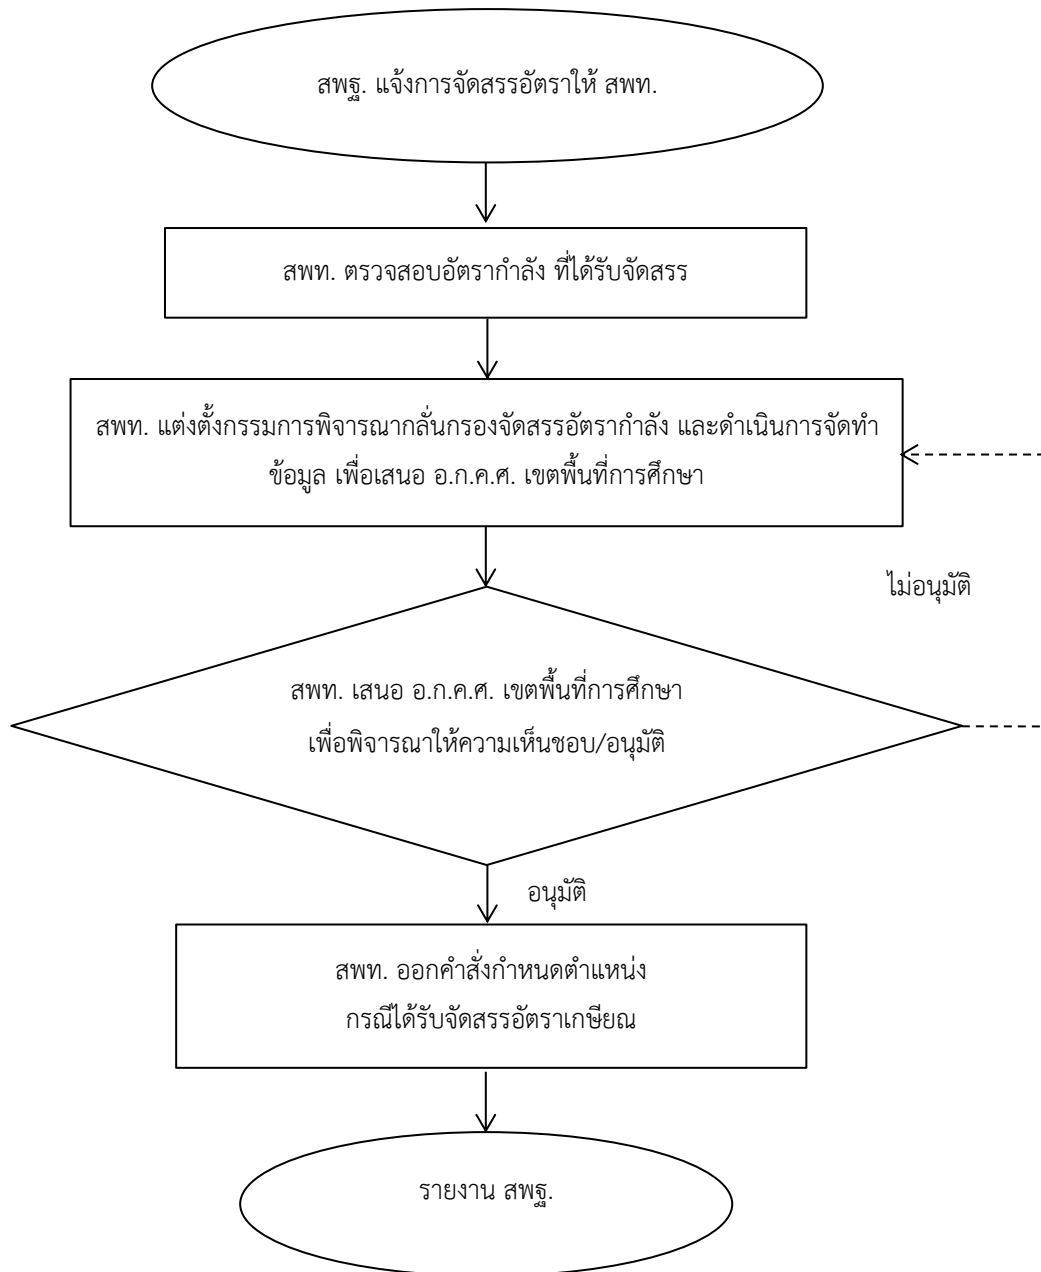 สพฐ. แจ้งการจัดสรรอัตราให้ สพท.
สพท. ตรวจสอบอัตรากำลัง ที่ได้รับจัดสรร
สพท. แต่งตั้งกรรมการพิจารณากลั่นกรองจัดสรรอัตรากำลัง และดำเนินการจัดทำ
ข้อมูล เพื่อเสนอ อ.ก.ค.ศ. เขตพื้นที่การศึกษา
ไม่อนุมัติ
สพท. เสนอ อ.ก.ค.ศ. เขตพื้นที่การศึกษา
เพื่อพิจารณาให้ความเห็นชอบ/อนุมัติ
อนุมัติ
สพท. ออกคำสั่งกำหนดตำแหน่ง
กรณีได้รับจัดสรรอัตราเกษียณ
รายงาน สพฐ.